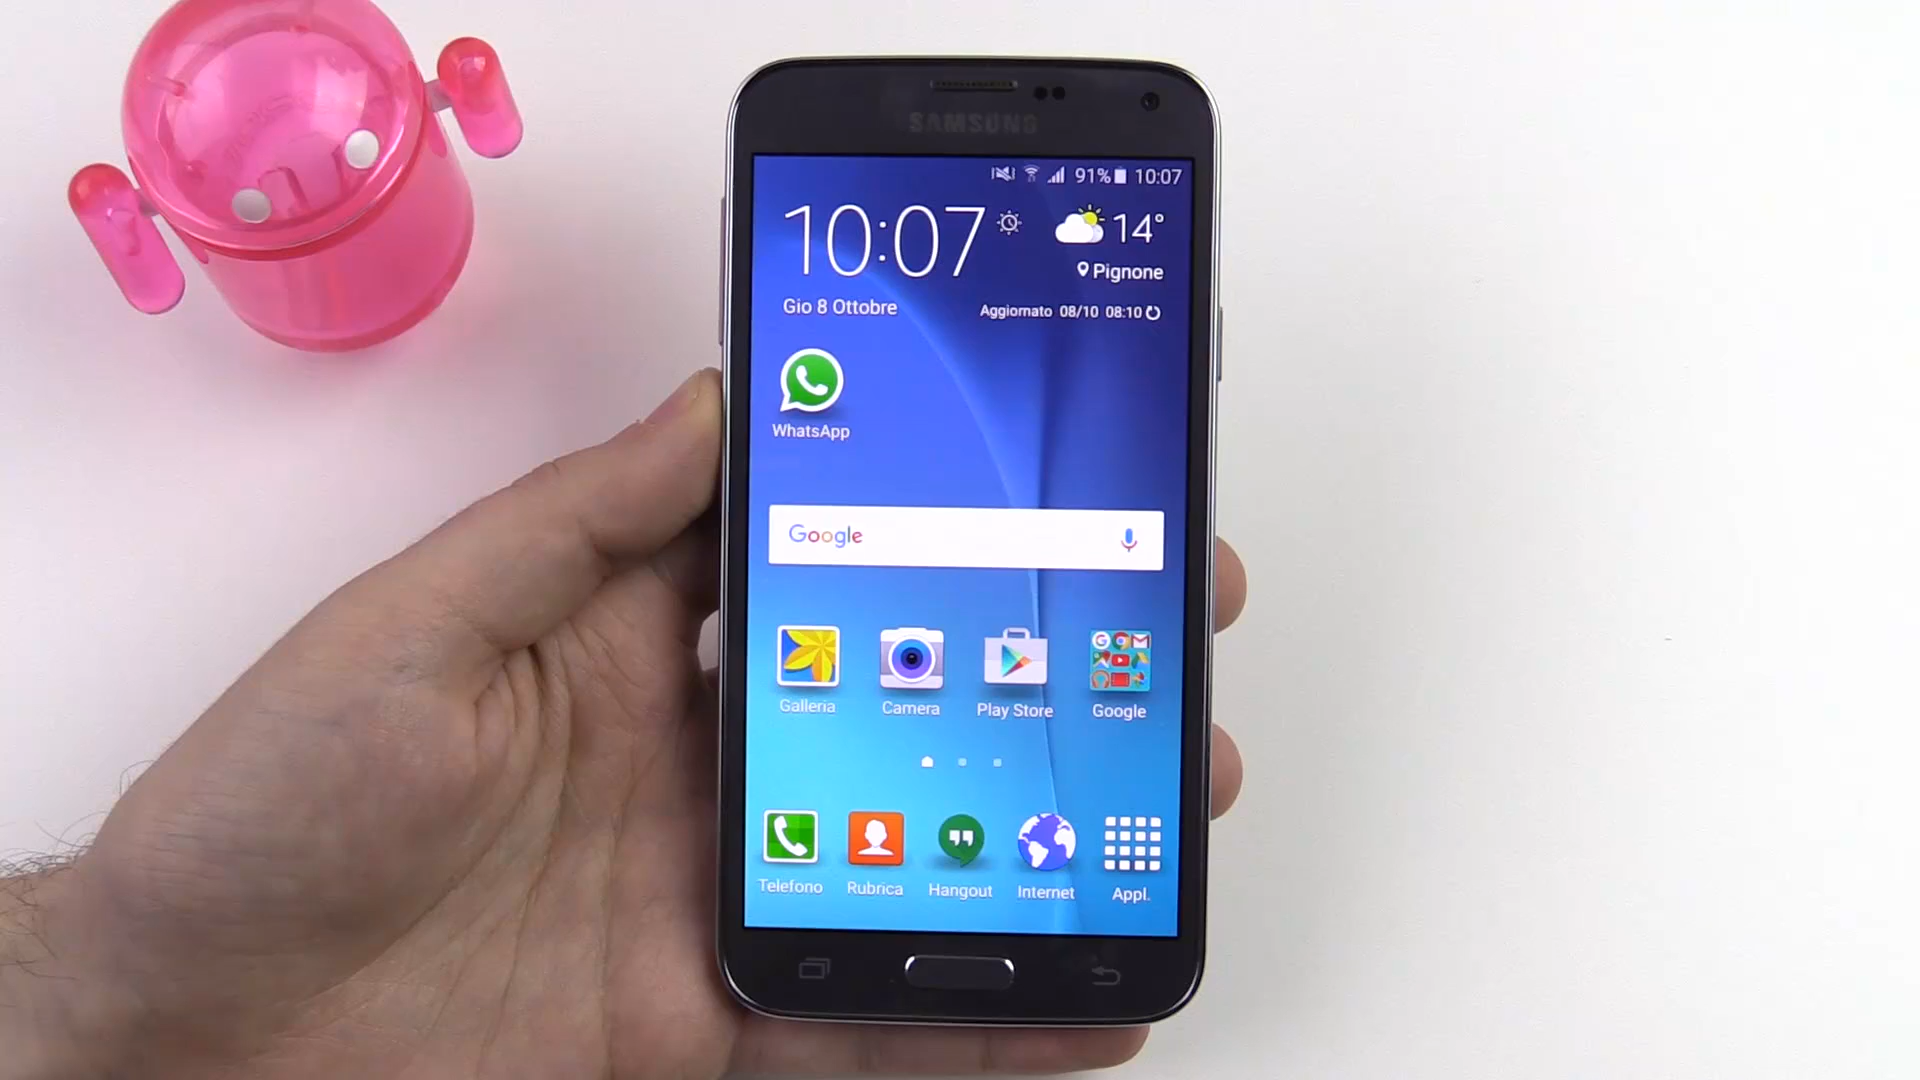 SAMSUNG
91% 10:07
10:07
14°
Pignone
Gio 8 Ottobre
Aggiornato 08/10 08:10
WhatsApp
Google
Galleria
Camera
Play Store
Google
Telefono
Rubrica
Hangout
Internet
Appl.